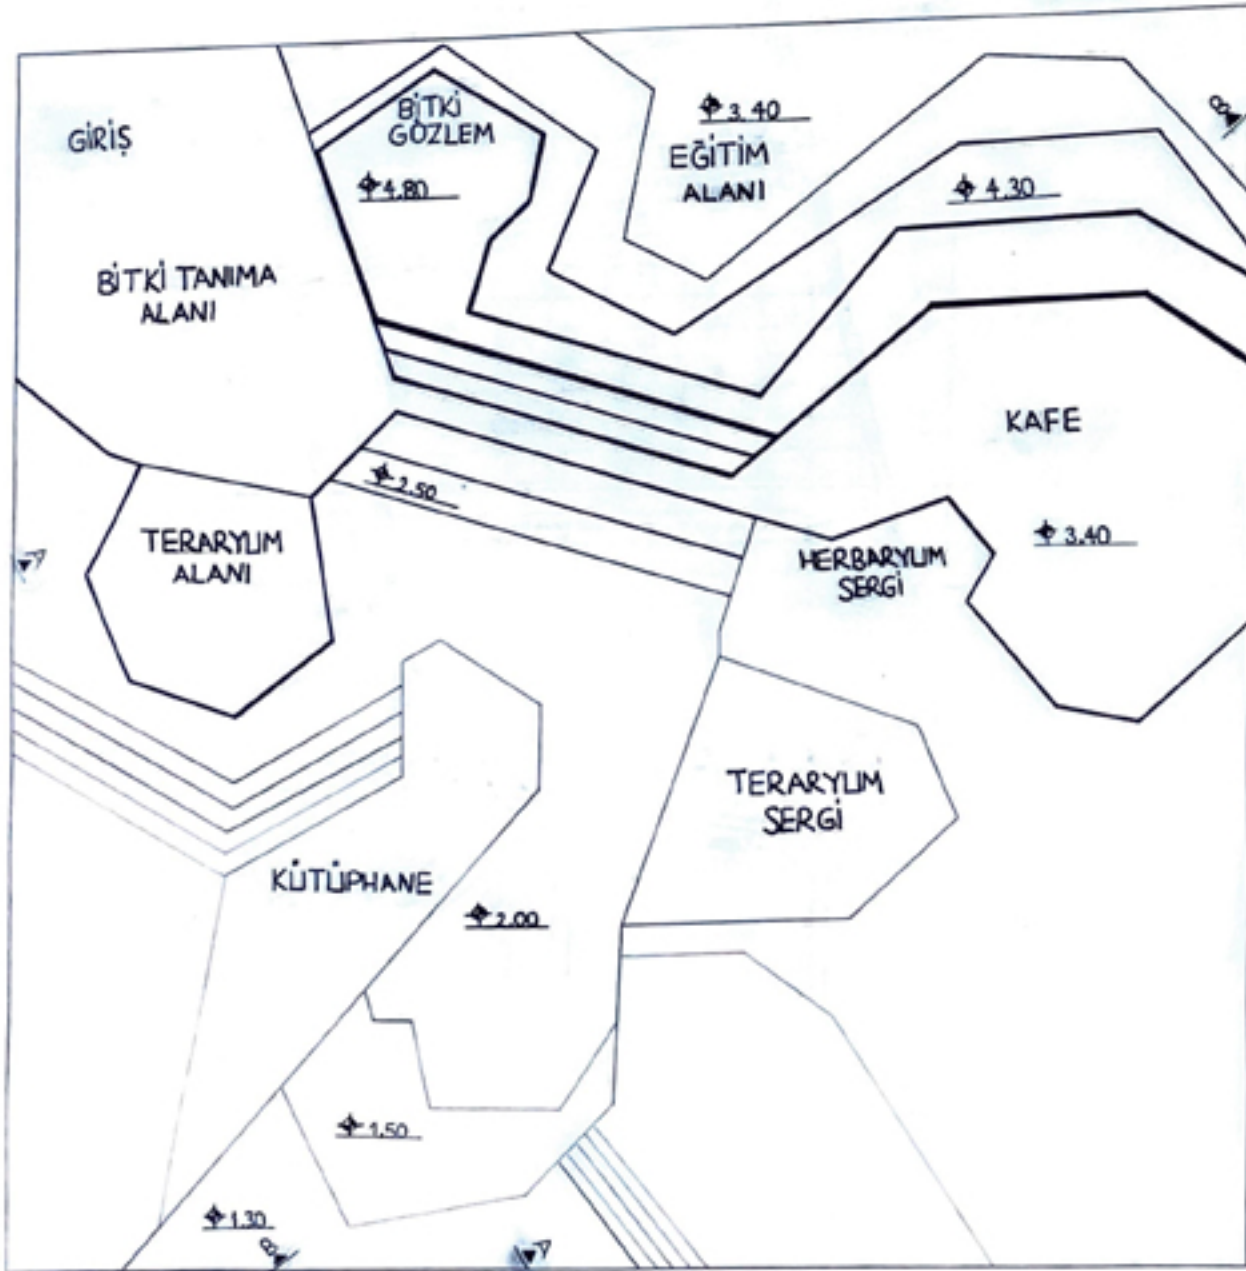 GİRİŞ
BİTKİ
GÖZLEM
4.80
3.40
EĞİTİM
ALANI
4.30
B
BİTKİ TANIMA
ALANI
KAFE
2.50
3.40
TERARYUM
ALANI
HERBARYUM
SERGİ
A
TERARYUM
SERGİ
KÜTÜPHANE
2.00
1.50
1.30
B
A